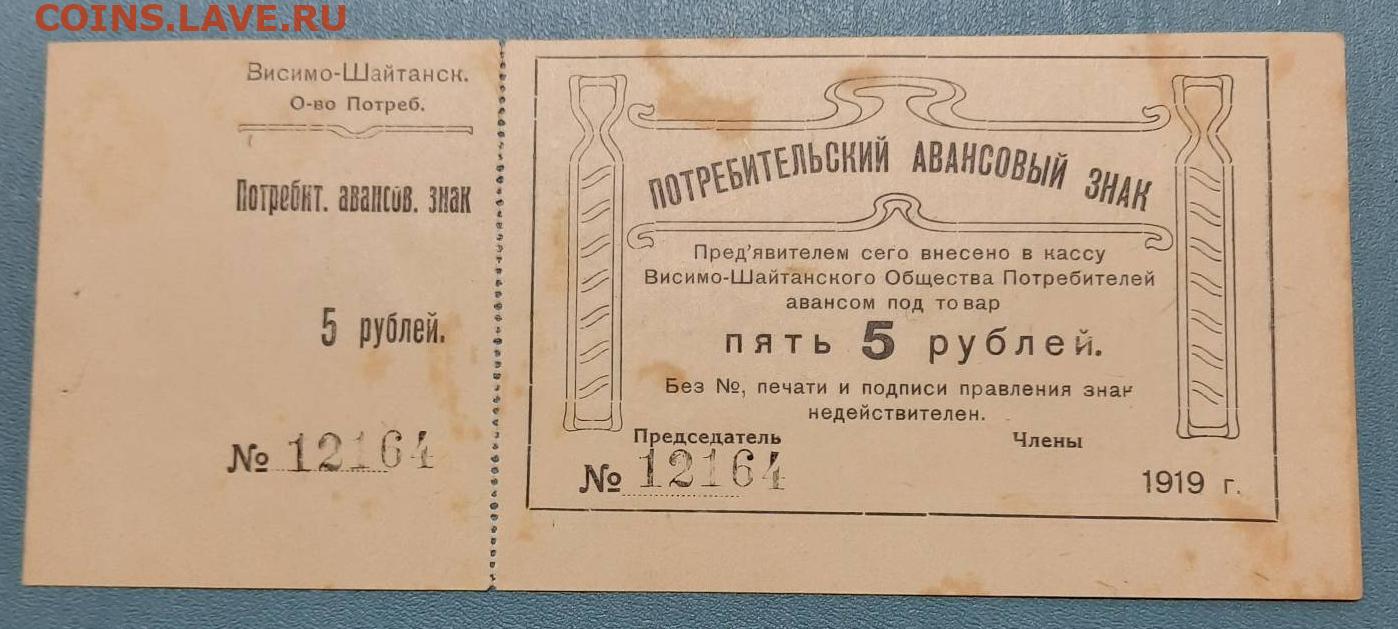 COINS.LAVE.RU
Висимо-Шайтанск.
О-во Потреб.
Потребит. авансов. знак
5 рублей.
№ 12164
ПОТРЕБИТЕЛЬСКИЙ АВАНСОВЫЙ ЗНАК
Пред'явителем сего внесено в кассу
Висимо-Шайтанского Общества Потребителей
авансом под товар
пять 5 рублей.
Без №, печати и подписи правления знак
недействителен.
Председатель Члены
№ 12164 1919 г.